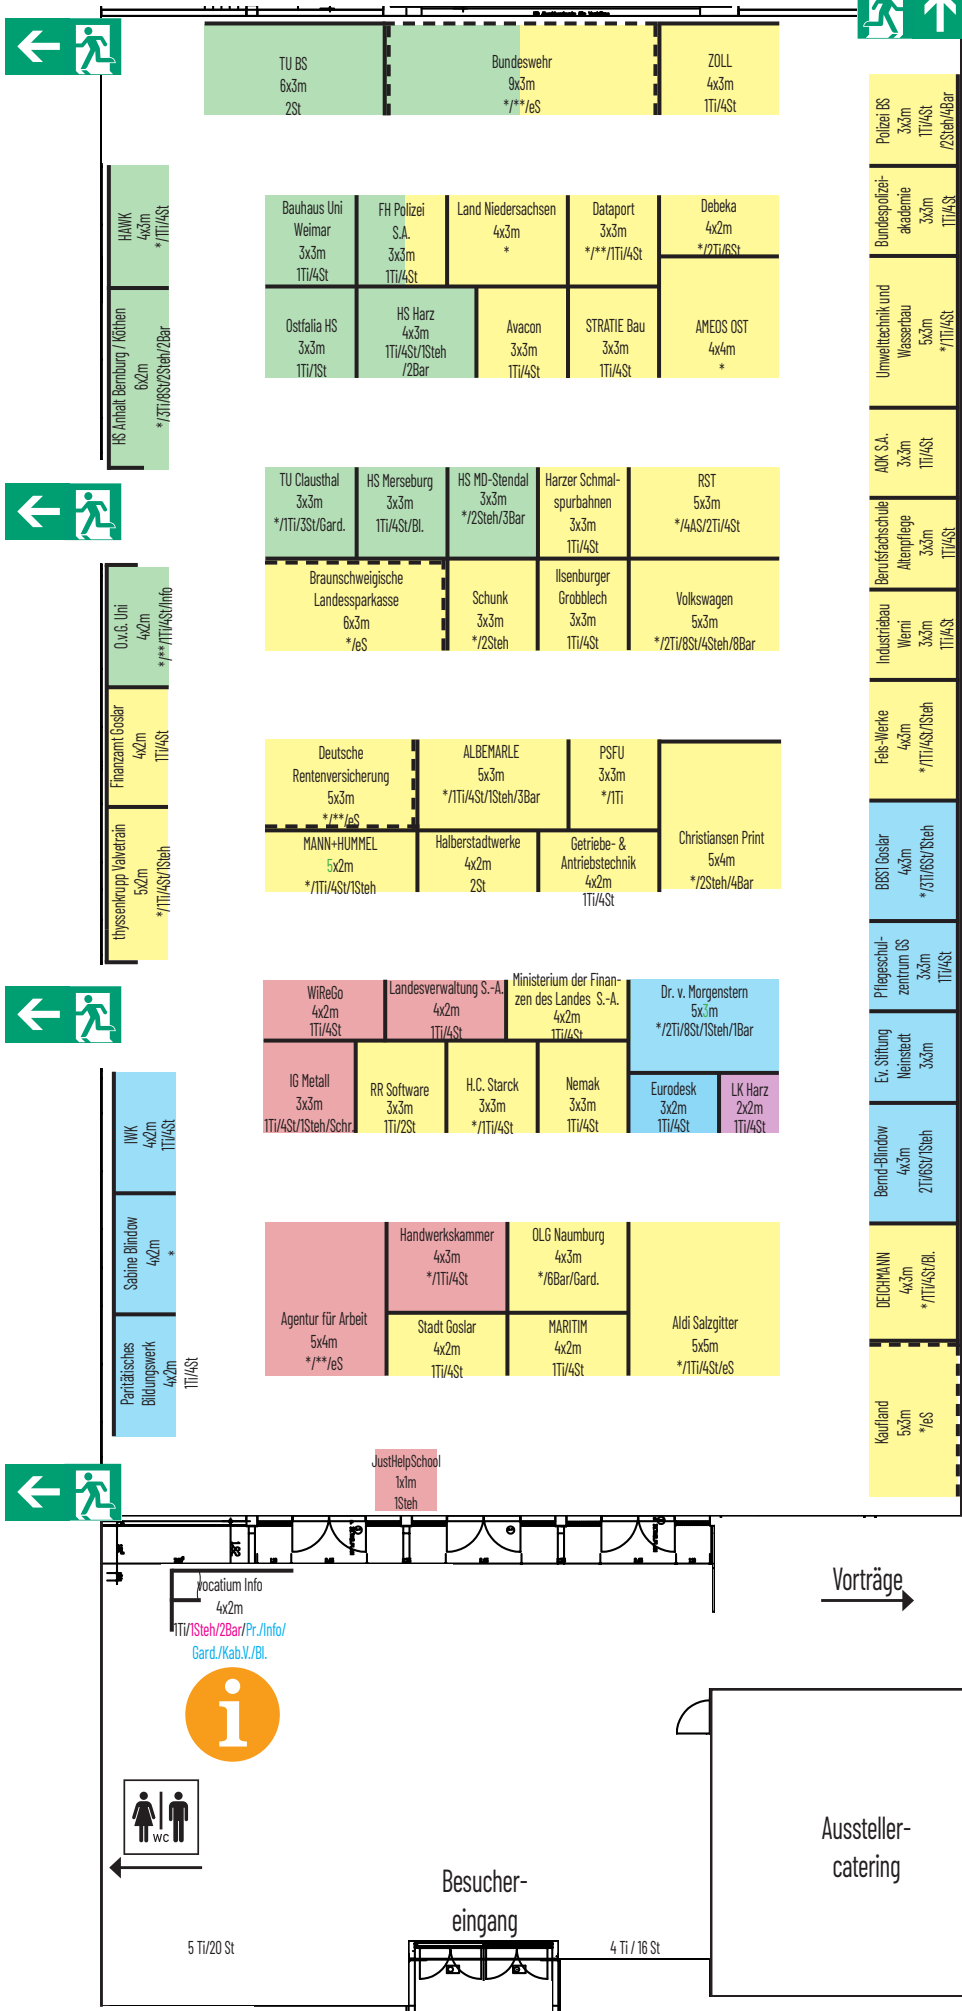 TU BS
6x3m
2St
Bundeswehr
9x3m
*/**/eS
ZOLL
4x3m
1Ti/4St
Polizei BS
3x3m
1Ti/4St
/2Steh/4Bar
HAWK
4x3m
*/1Ti/4St
Bauhaus Uni
Weimar
3x3m
1Ti/4St
FH Polizei
S.A.
3x3m
1Ti/4St
Land Niedersachsen
4x3m
*
Dataport
3x3m
*/**/1Ti/4St
Debeka
4x2m
*/2Ti/6St
Bundespolizei-
akademie
3x3m
1Ti/4St
HS Anhalt Bernburg / Köthen
6x2m
*/3Ti/8St/2Steh/2Bar
Ostfalia HS
3x3m
1Ti/1St
HS Harz
4x3m
1Ti/4St/1Steh
/2Bar
Avacon
3x3m
1Ti/4St
STRATIE Bau
3x3m
1Ti/4St
AMEOS OST
4x4m
*
Umwelttechnik und
Wasserbau
5x3m
*/1Ti/4St
AOK S.A.
3x3m
1Ti/4St
TU Clausthal
3x3m
*/1Ti/3St/Gard.
HS Merseburg
3x3m
1Ti/4St/Bl.
HS MD-Stendal
3x3m
*/2Steh/3Bar
Harzer Schmal-
spurbahnen
3x3m
1Ti/4St
RST
5x3m
*/4AS/2Ti/4St
Berufsfachschule
Altenpflege
3x3m
1Ti/4St
O.v.G. Uni
4x2m
*/**/1Ti/4St/Info
Braunschweigische
Landessparkasse
6x3m
*/eS
Schunk
3x3m
*/2Steh
Ilsenburger
Grobblech
3x3m
1Ti/4St
Volkswagen
5x3m
*/2Ti/8St/4Steh/8Bar
Industriebau
Werni
3x3m
1Ti/4St
Finanzamt Goslar
4x2m
1Ti/4St
Deutsche
Rentenversicherung
5x3m
*/**/eS
ALBEMARLE
5x3m
*/1Ti/4St/1Steh/3Bar
PSFU
3x3m
*/1Ti
Christiansen Print
5x4m
*/2Steh/4Bar
Fels-Werke
4x3m
*/1Ti/4St/1Steh
thyssenkrupp Valvetrain
5x2m
*/1Ti/4St/1Steh
MANN+HUMMEL
5x2m
*/1Ti/4St/1Steh
Halberstadtwerke
4x2m
2St
Getriebe- &
Antriebstechnik
4x2m
1Ti/4St
BBS1 Goslar
4x3m
*/3Ti/6St/1Steh
Pflegeschul-
zentrum GS
3x3m
1Ti/4St
WiReGo
4x2m
1Ti/4St
Landesverwaltung S.-A.
4x2m
1Ti/4St
Ministerium der Finan-
zen des Landes S.-A.
4x2m
1Ti/4St
Dr. v. Morgenstern
5x3m
*/2Ti/8St/1Steh/1Bar
Ev. Stiftung
Neinstedt
3x3m
IWK
4x2m
1Ti/4St
IG Metall
3x3m
1Ti/4St/1Steh/Schr.
RR Software
3x3m
1Ti/2St
H.C. Starck
3x3m
*/1Ti/4St
Nemak
3x3m
1Ti/4St
Eurodesk
3x2m
1Ti/4St
LK Harz
2x2m
1Ti/4St
Bernd-Blindow
4x3m
2Ti/6St/1Steh
Sabine Blindow
4x2m
*
Agentur für Arbeit
5x4m
*/**/eS
Handwerkskammer
4x3m
*/1Ti/4St
OLG Naumburg
4x3m
*/6Bar/Gard.
Aldi Salzgitter
5x5m
*/1Ti/4St/eS
DEICHMANN
4x3m
*/1Ti/4St/Bl.
Paritätisches
Bildungswerk
4x2m
1Ti/4St
Stadt Goslar
4x2m
1Ti/4St
MARITIM
4x2m
1Ti/4St
Kaufland
5x3m
*/eS
JustHelpSchool
1x1m
1Steh
1.82
vocatium Info
4x2m
1Ti/1Steh/2Bar/Pr./Info/
Gard./Kab.V./Bl.
i
Vorträge
WC
Aussteller-
catering
Besucher-
eingang
5 Ti/20 St
4 Ti / 16 St